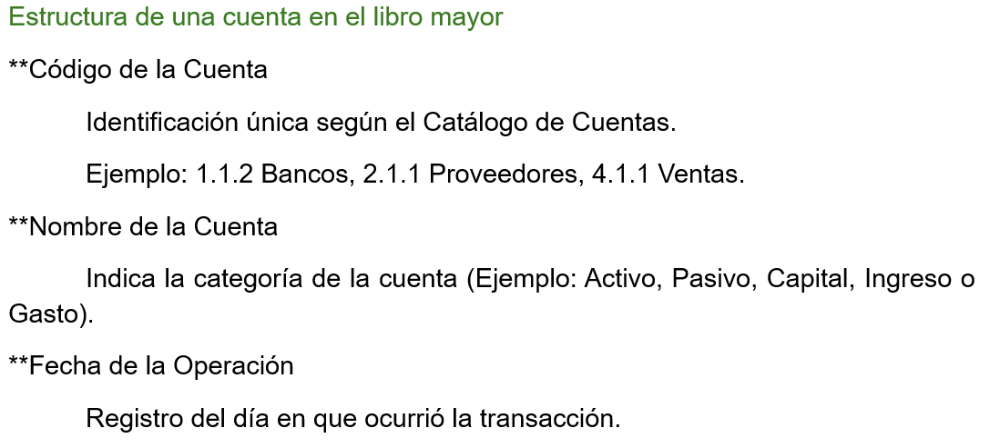 Estructura de una cuenta en el libro mayor
**Código de la Cuenta
Identificación única según el Catálogo de Cuentas.
Ejemplo: 1.1.2 Bancos, 2.1.1 Proveedores, 4.1.1 Ventas.
**Nombre de la Cuenta
Indica la categoría de la cuenta (Ejemplo: Activo, Pasivo, Capital, Ingreso o
Gasto).
**Fecha de la Operación
Registro del día en que ocurrió la transacción.